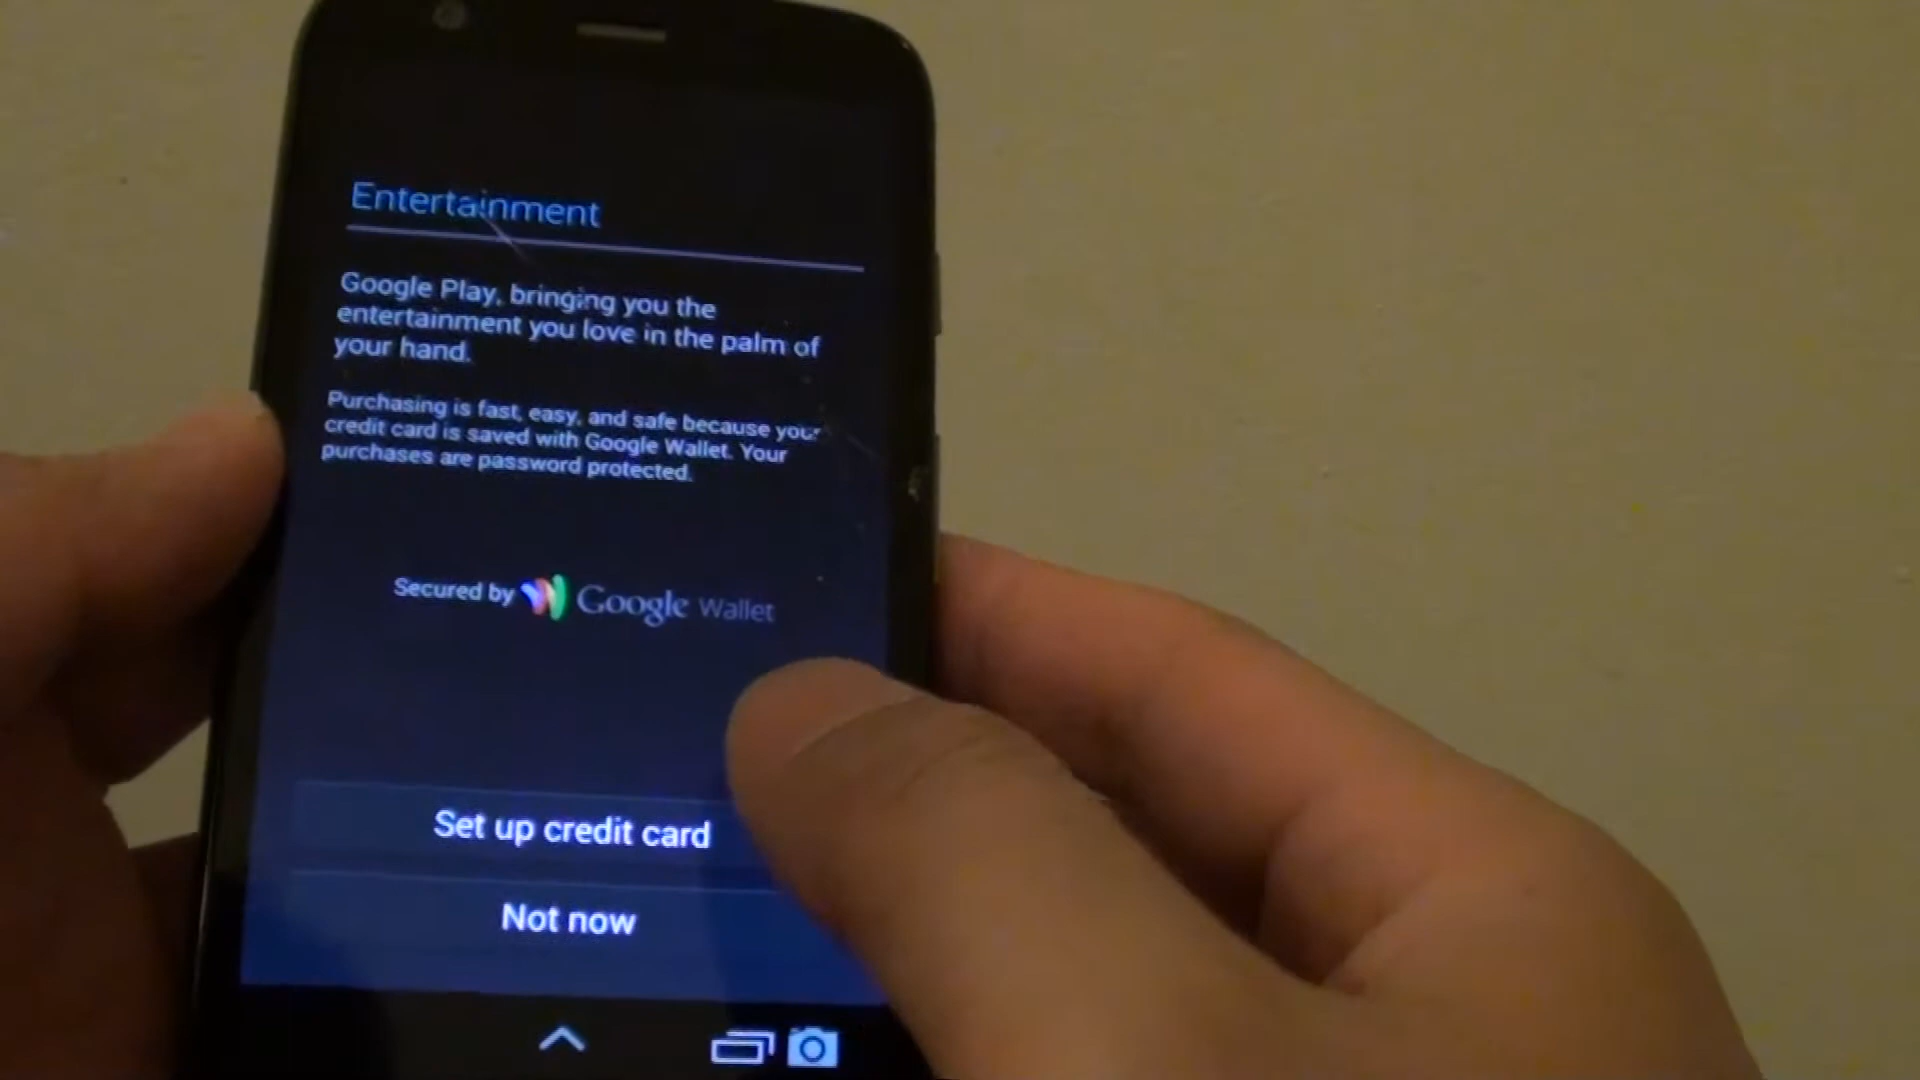 Entertainment
Google Play, bringing you the
entertainment you love in the palm of
your hand.
Purchasing is fast, easy, and safe because your
credit card is saved with Google Wallet. Your
purchases are password protected.
Secured by Google Wallet
Set up credit card
Not now